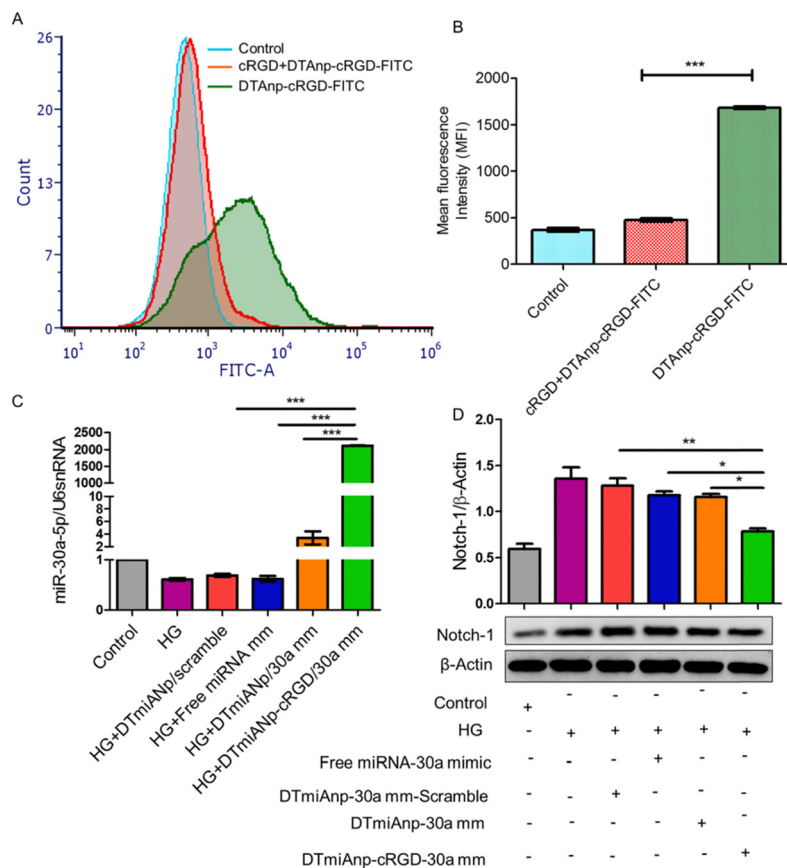 A
26
20
13
7
0
Count
10¹
10²
10³
10⁴
10⁵
10⁶
FITC-A
Control
cRGD+DTAnp-cRGD-FITC
DTAnp-cRGD-FITC
B
***
2000
1500
1000
500
0
Mean fluorescence
Intensity (MFI)
Control
cRGD+DTAnp-cRGD-FITC
DTAnp-cRGD-FITC
C
***
***
***
2500
2000
1500
1000
500
10
8
6
4
2
1
0
miR-30a-5p/U6snRNA
Control
HG
HG+DTmiANp/scramble
HG+Free miRNA mm
HG+DTmiANp/30a mm
HG+DTmiANp-cRGD/30a mm
D
**
*
*
2.0
1.5
1.0
0.5
0.0
Notch-1/β-Actin
Notch-1
β-Actin
Control + - - - - -
HG - + + + + +
Free miRNA-30a mimic - - - + - -
DTmiAnp-30a mm-Scramble - - + - - -
DTmiAnp-30a mm - - - - + -
DTmiAnp-cRGD-30a mm - - - - - +